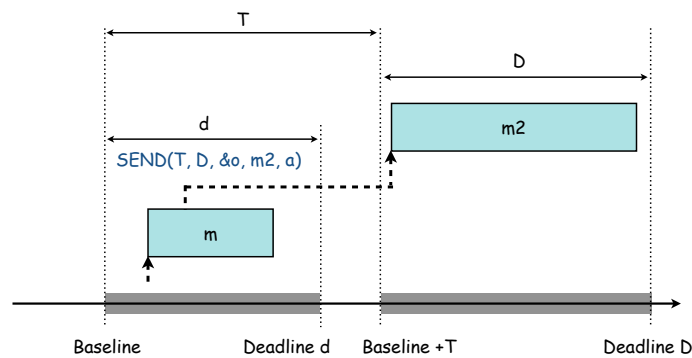 T
D
d
SEND(T, D, &o, m2, a)
m2
m
Baseline
Deadline d
Baseline +T
Deadline D